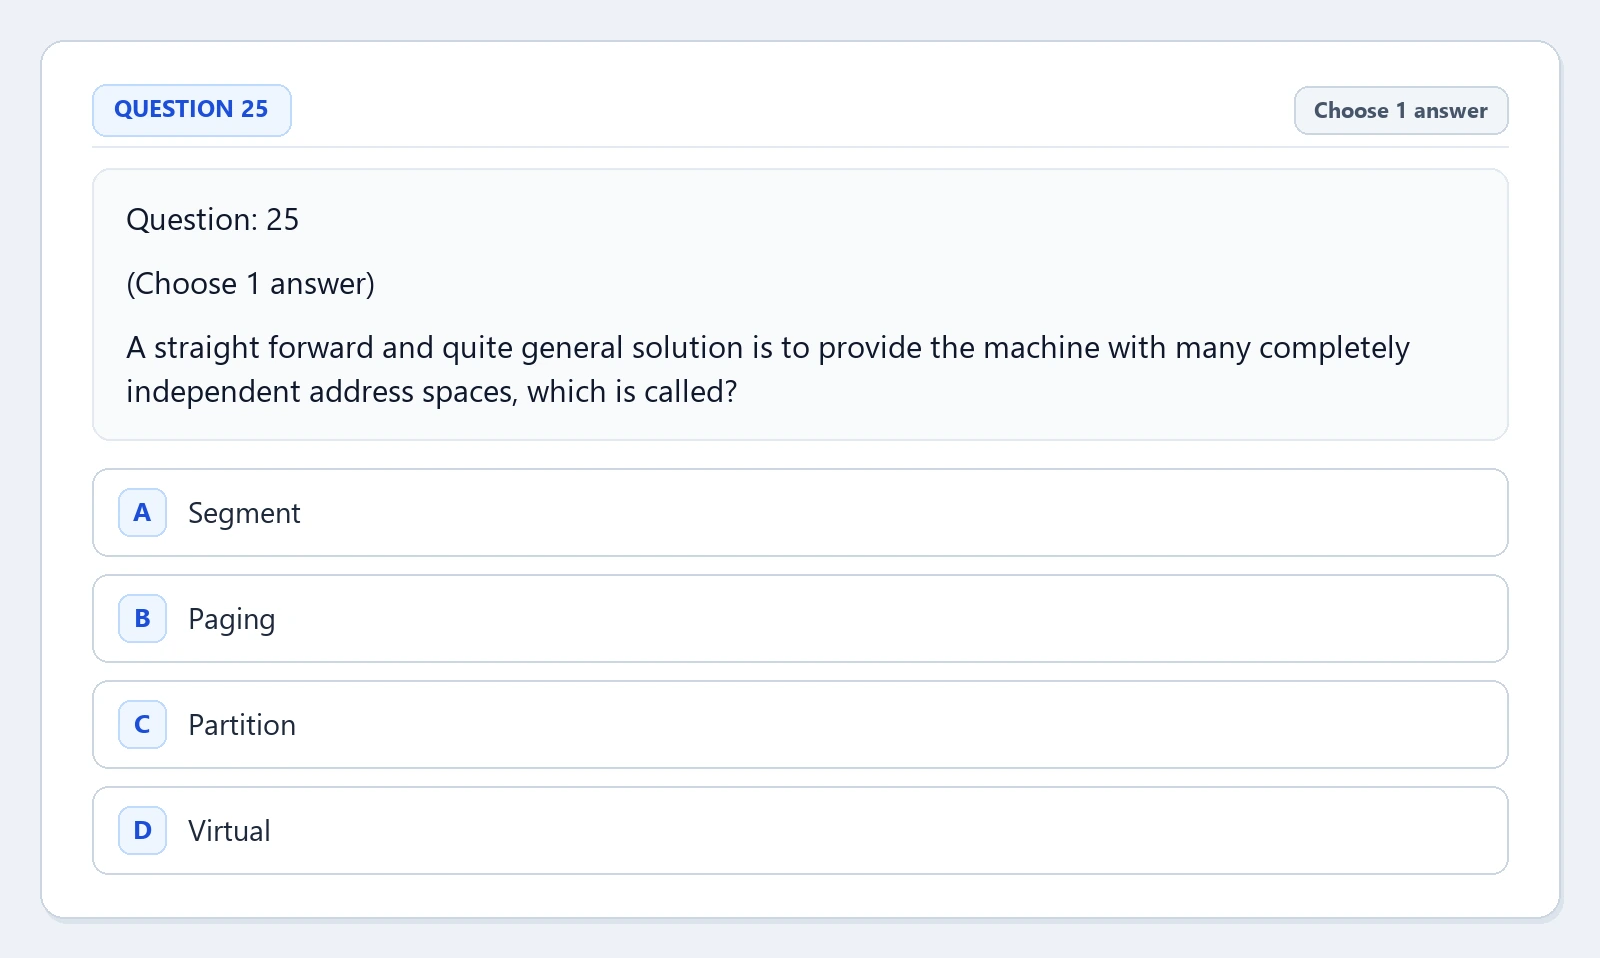 QUESTION 25
Choose 1 answer
Question: 25
(Choose 1 answer)
A straight forward and quite general solution is to provide the machine with many completely
independent address spaces, which is called?
A Segment
B Paging
C Partition
D Virtual